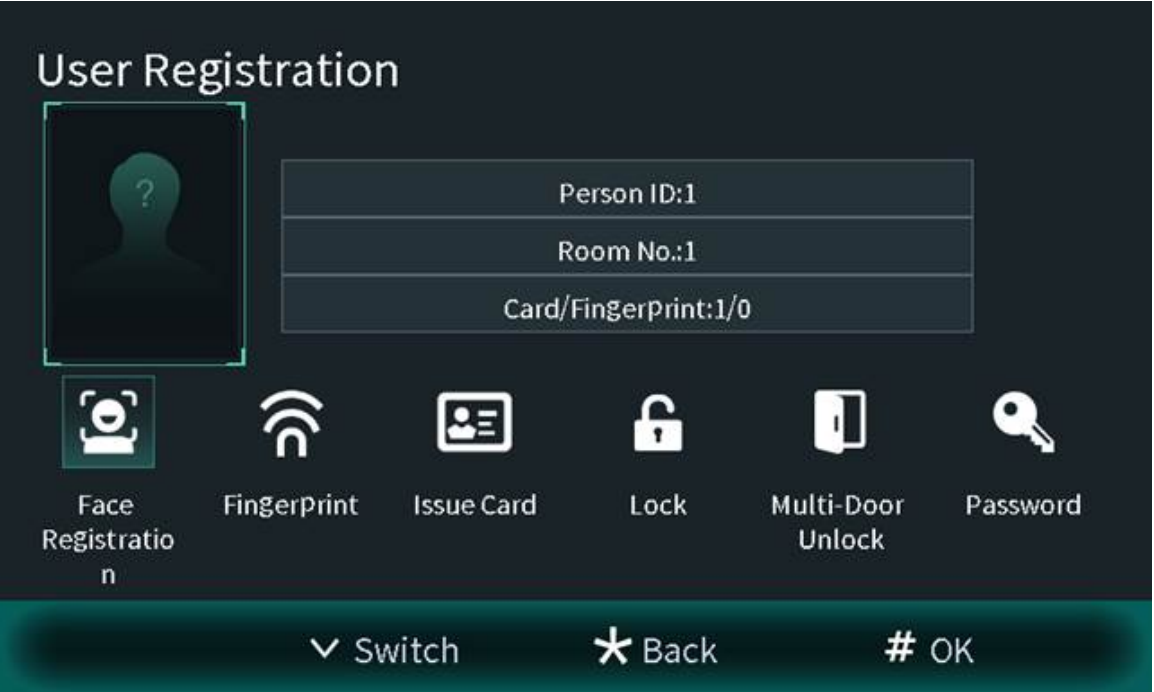 User Registration
?
Person ID:1
Room No.:1
Card/Fingerprint:1/0
Face
Registratio
n
Fingerprint
Issue Card
Lock
Multi-Door
Unlock
Password
Switch
* Back
# OK